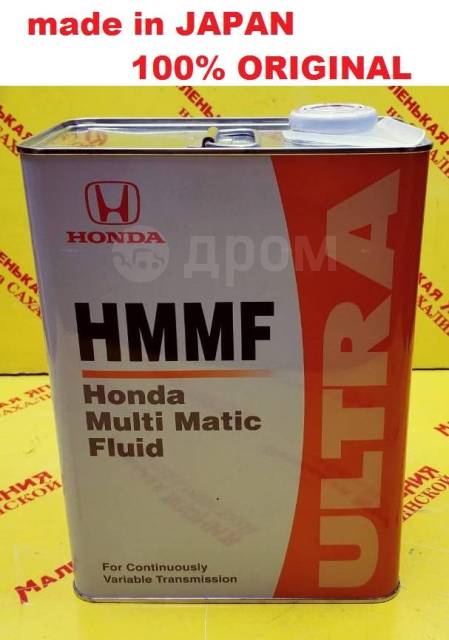 made in JAPAN
100% ORIGINAL
HONDA
дром
HMMF
Honda
Multi Matic
Fluid
ULTRA
For Continuously
Variable Transmission